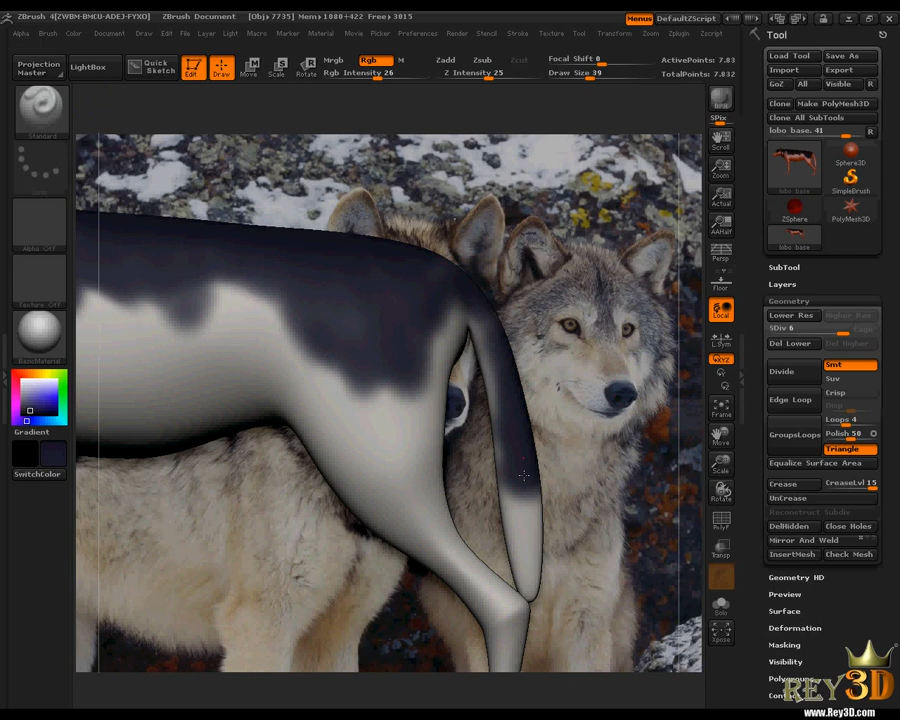 ZBrush 4[ZWBM-BMCU-ADEJ-FYXO] ZBrush Document [Obj▸7735] Mem▸1000+422 Free▸3015 Menus DefaultZScript
Alpha Brush Color Document Draw Edit File Layer Light Macro Marker Material Movie Picker Preferences Render Stencil Stroke Texture Tool Transform Zoom Zplugin Zscript
Tool
Projection Master
LightBox
Quick Sketch
Edit
Draw
Move
Scale
Rotate
Mrgb Rgb M
Rgb Intensity 26
Zadd Zsub Zcut
Z Intensity 25
Focal Shift 0
Draw Size 39
ActivePoints: 7.83
TotalPoints: 7.832
Standard
Alpha Off
Texture Off
BasicMaterial
Gradient
SwitchColor
BPR
SPix
Scroll
Zoom
Actual
AAHalf
Persp
Floor
Local
L.Sym
XYZ
Frame
Move
Scale
Rotate
PolyF
Transp
Solo
Xpose
Load Tool Save As
Import Export
GoZ All Visible R
Clone Make PolyMesh3D
Clone All SubTools
lobo base. 41 R
lobo base
Sphere3D
SimpleBrush
ZSphere
PolyMesh3D
lobo base
SubTool
Layers
Geometry
Lower Res Higher Res
SDiv 6 Cage
Del Lower Del Higher
Divide
Smt
Suv
Edge Loop
Crisp
Disp
Loops 4
GroupsLoops
Polish 50
Triangle
Equalize Surface Area
Crease CreaseLvl 15
UnCrease
Reconstruct Subdiv
DelHidden Close Holes
Mirror And Weld
InsertMesh Check Mesh
Geometry HD
Preview
Surface
Deformation
Masking
Visibility
REY3D
www.Rey3D.com